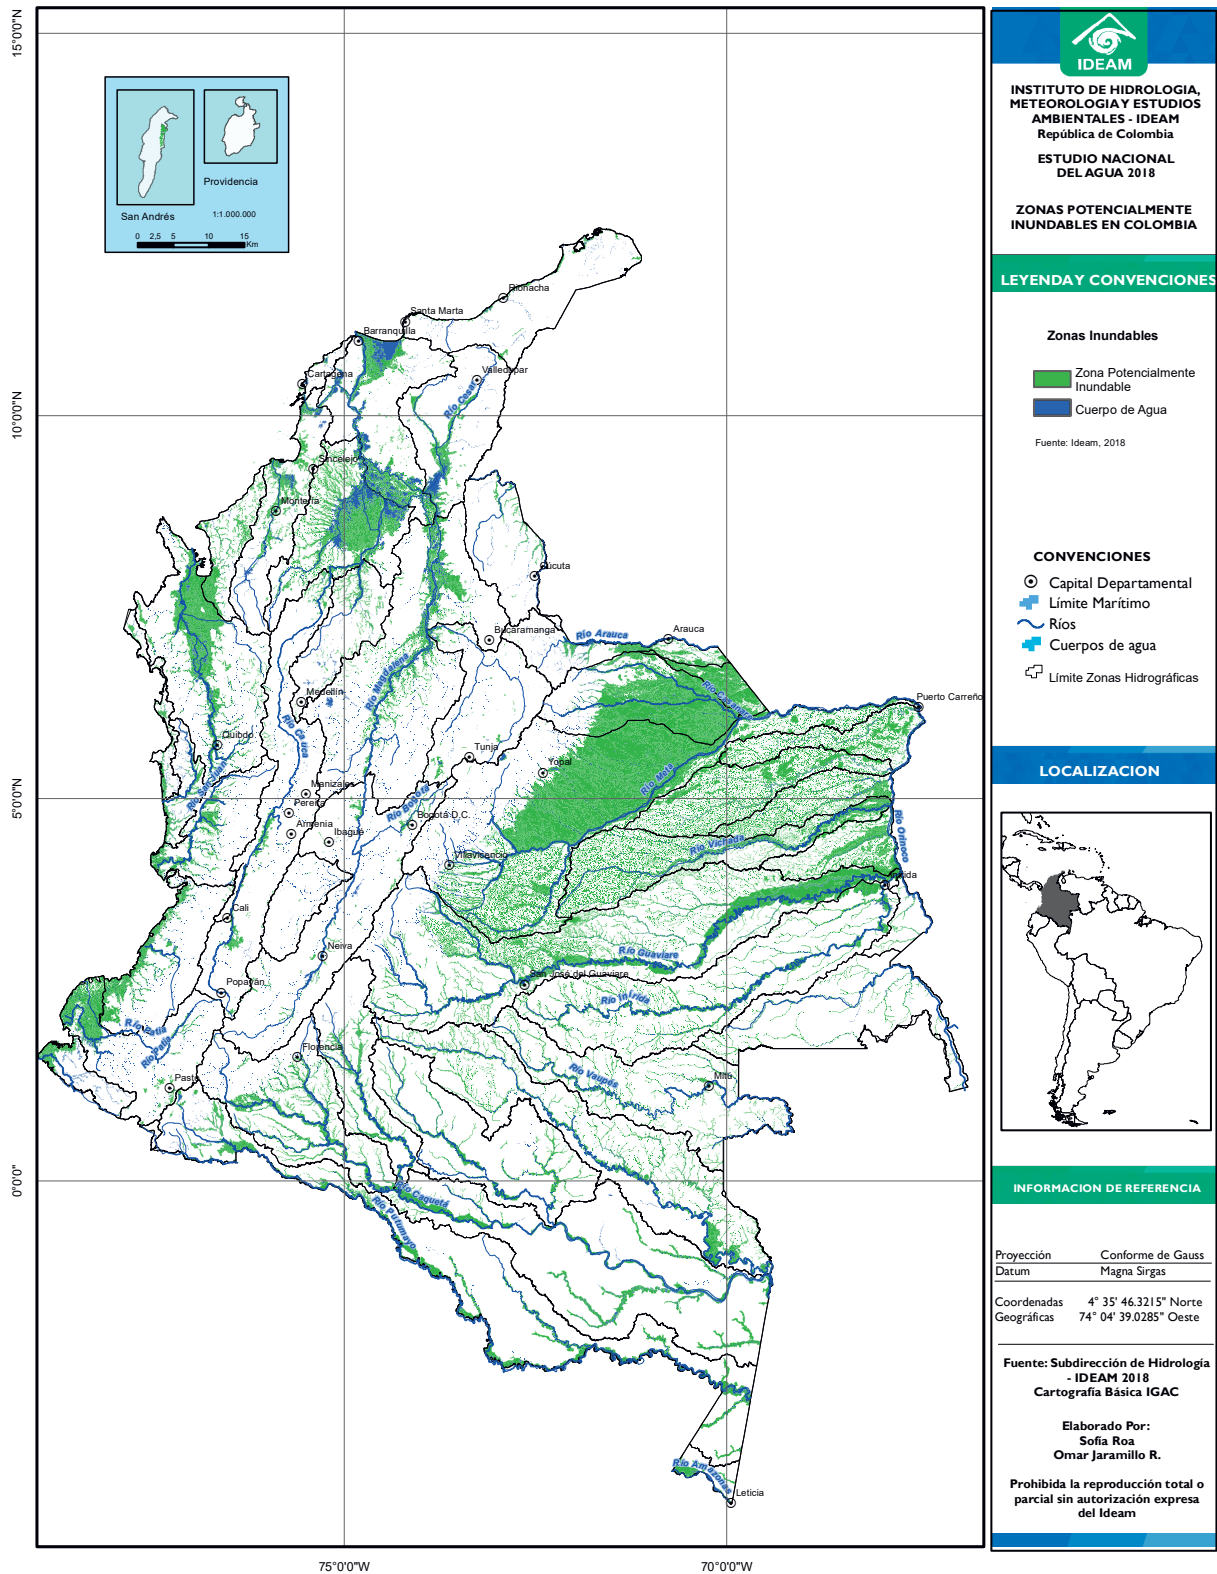 15°0'0"N
10°0'0"N
5°0'0"N
0°0'0"
75°0'0"W
70°0'0"W
San Andrés
Providencia
1:1.000.000
0 2,5 5 10 15
Km
Riohacha
Santa Marta
Barranquilla
Cartagena
Valledupar
Río Cesar
Sincelejo
Montería
Cúcuta
Bucaramanga
Río Arauca
Arauca
Río Magdalena
Medellín
Río Casanare
Puerto Carreño
Río Cauca
Quibdó
Tunja
Yopal
Río Meta
Manizales
Pereira
Río Bogotá
Bogotá D.C.
Armenia
Ibagué
Río Orinoco
Río Vichada
Villavicencio
Cali
Neiva
Río Guaviare
San José del Guaviare
Popayán
Río Inírida
Río Patía
Río Patía
Florencia
Río Vaupés
Mitú
Pasto
Río Caquetá
Río Putumayo
Río Amazonas
Leticia
IDEAM
INSTITUTO DE HIDROLOGIA,
METEOROLOGIA Y ESTUDIOS
AMBIENTALES - IDEAM
República de Colombia
ESTUDIO NACIONAL
DEL AGUA 2018
ZONAS POTENCIALMENTE
INUNDABLES EN COLOMBIA
LEYENDA Y CONVENCIONES
Zonas Inundables
Zona Potencialmente
Inundable
Cuerpo de Agua
Fuente: Ideam, 2018
CONVENCIONES
Capital Departamental
Límite Marítimo
Ríos
Cuerpos de agua
Límite Zonas Hidrográficas
LOCALIZACION
INFORMACION DE REFERENCIA
Proyección Conforme de Gauss
Datum Magna Sirgas
Coordenadas 4° 35' 46.3215" Norte
Geográficas 74° 04' 39.0285" Oeste
Fuente: Subdirección de Hidrología
- IDEAM 2018
Cartografía Básica IGAC
Elaborado Por:
Sofia Roa
Omar Jaramillo R.
Prohibida la reproducción total o
parcial sin autorización expresa
del Ideam